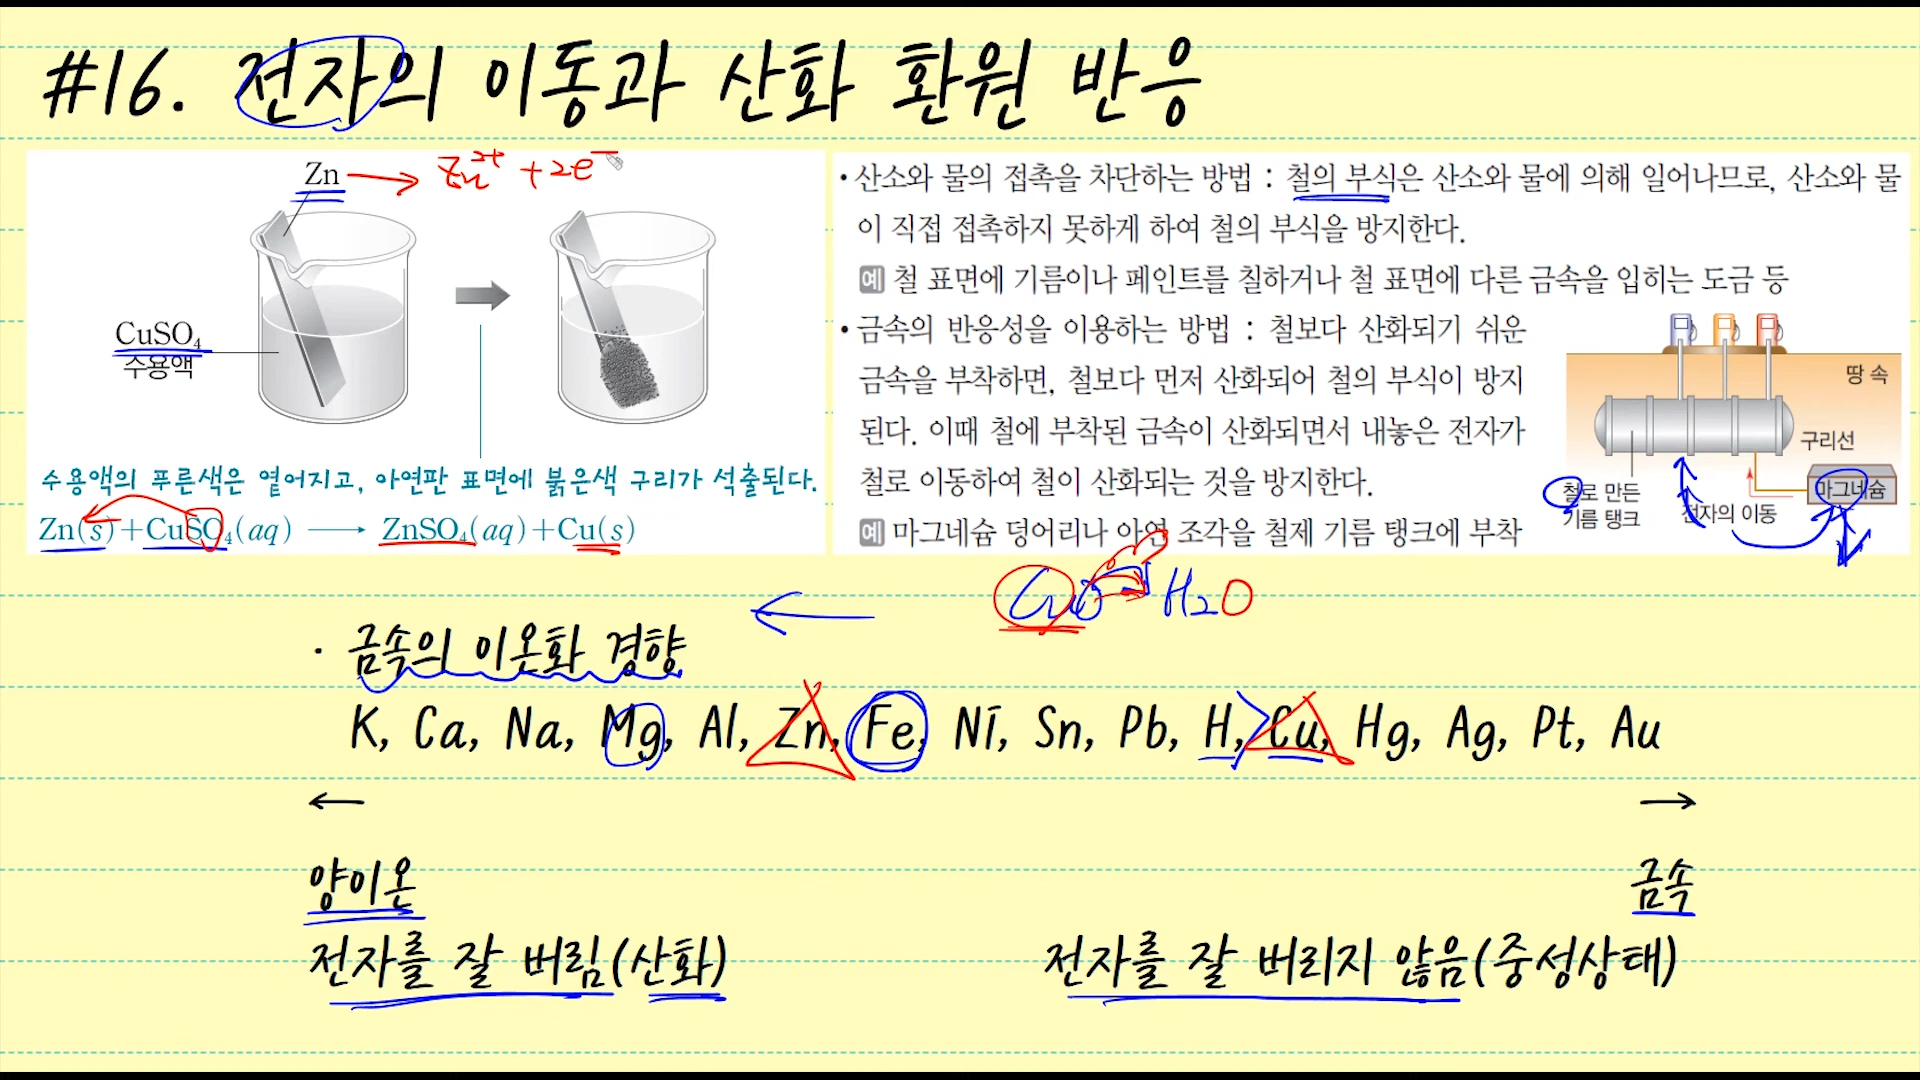 #16. 전자의 이동과 산화 환원 반응
Zn → Zn²⁺ + 2e⁻
CuSO₄
수용액
수용액의 푸른색은 옅어지고, 아연판 표면에 붉은색 구리가 석출된다.
Zn(s)+CuSO₄(aq) ⟶ ZnSO₄(aq)+Cu(s)
• 산소와 물의 접촉을 차단하는 방법 : 철의 부식은 산소와 물에 의해 일어나므로, 산소와 물
이 직접 접촉하지 못하게 하여 철의 부식을 방지한다.
예 철 표면에 기름이나 페인트를 칠하거나 철 표면에 다른 금속을 입히는 도금 등
• 금속의 반응성을 이용하는 방법 : 철보다 산화되기 쉬운
금속을 부착하면, 철보다 먼저 산화되어 철의 부식이 방지
된다. 이때 철에 부착된 금속이 산화되면서 내놓은 전자가
철로 이동하여 철이 산화되는 것을 방지한다.
예 마그네슘 덩어리나 아연 조각을 철제 기름 탱크에 부착
땅 속
구리선
마그네슘
철로 만든
기름 탱크
전자의 이동
H₂O
· 금속의 이온화 경향
K, Ca, Na, Mg, Al, Zn, Fe, Ni, Sn, Pb, H, Cu, Hg, Ag, Pt, Au
← →
양이온 금속
전자를 잘 버림(산화) 전자를 잘 버리지 않음(중성상태)